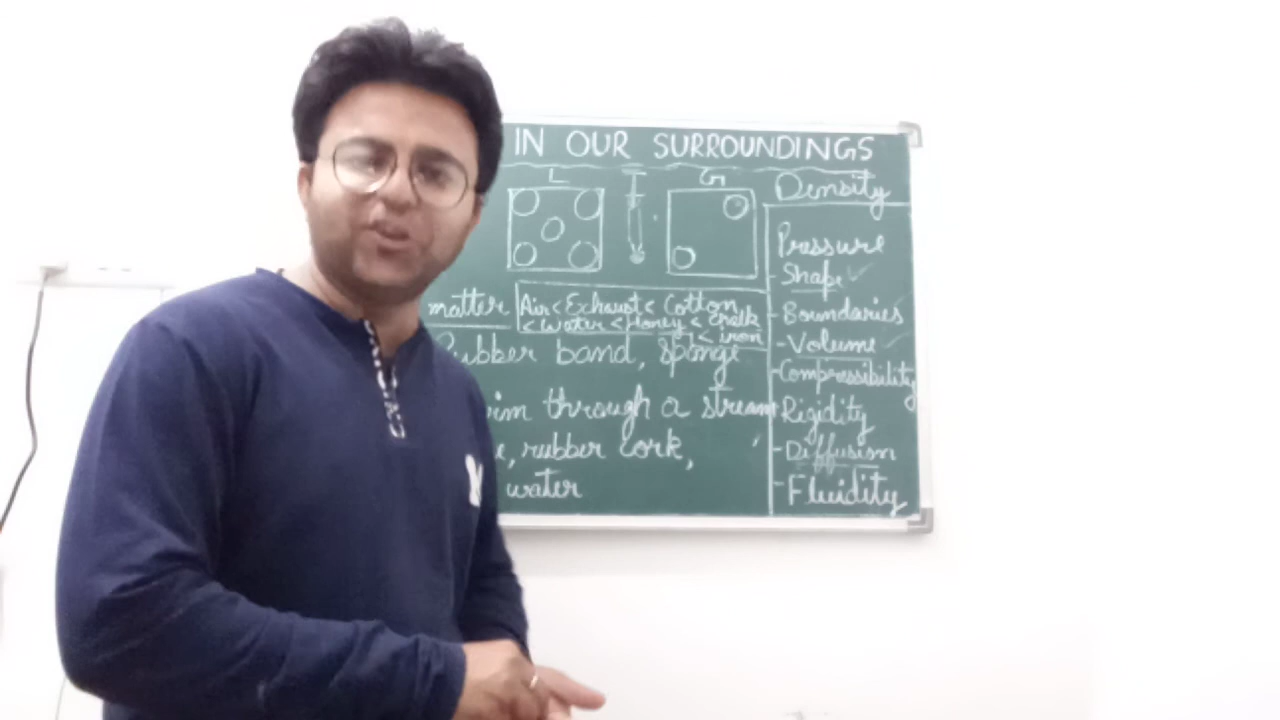 IN OUR SURROUNDINGS
L G
Density
Pressure
- Shape
- Boundaries
- Volume
- Compressibility
- Rigidity
- Diffusion
- Fluidity
matter
Air < Exhaust < Cotton
< Water < Honey < Chalk
< iron
Rubber band, Sponge
through a stream
, rubber Cork,
water